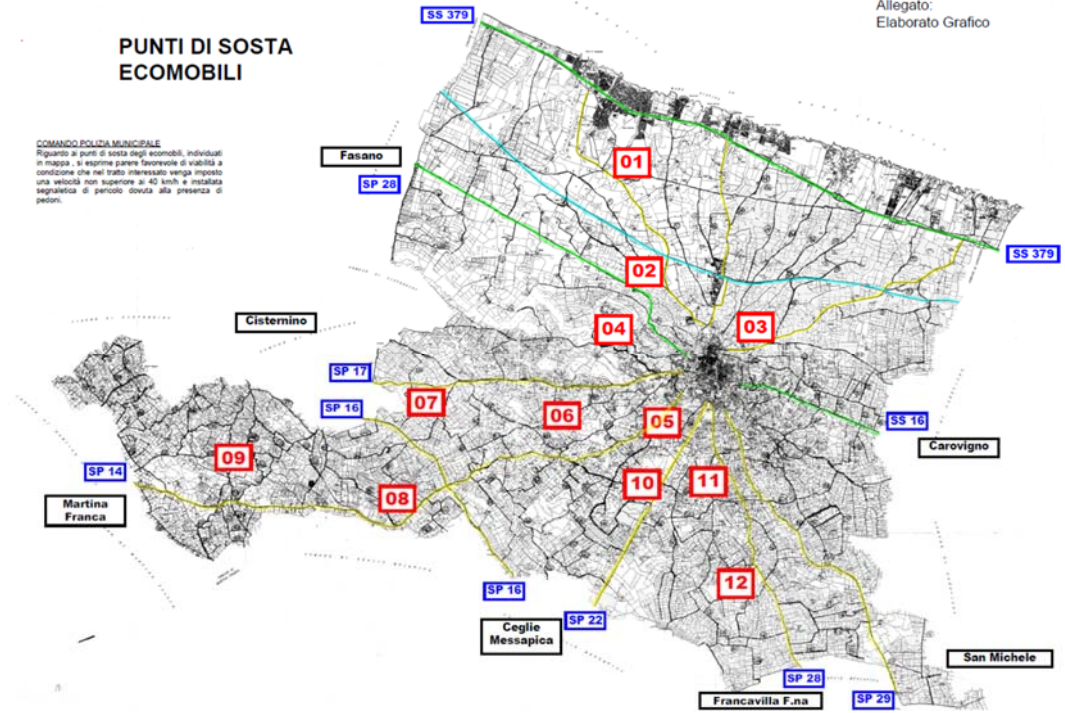 Allegato:
Elaborato Grafico
SS 379
PUNTI DI SOSTA
ECOMOBILI
COMANDO POLIZIA MUNICIPALE
Riguardo ai punti di sosta degli ecomobili, individuati
in mappa , si esprime parere favorevole di viabilità a
condizione che nel tratto interessato venga imposto
una velocità non superiore ai 40 km/h e installata
segnaletica di pericolo dovuta alla presenza di
pedoni.
Fasano
01
SP 28
SS 379
02
Cisternino
04
03
SP 17
07
SP 16
06
05
SS 16
Carovigno
09
SP 14
10
11
08
Martina
Franca
12
SP 16
SP 22
Ceglie
Messapica
San Michele
SP 28
Francavilla F.na
SP 29